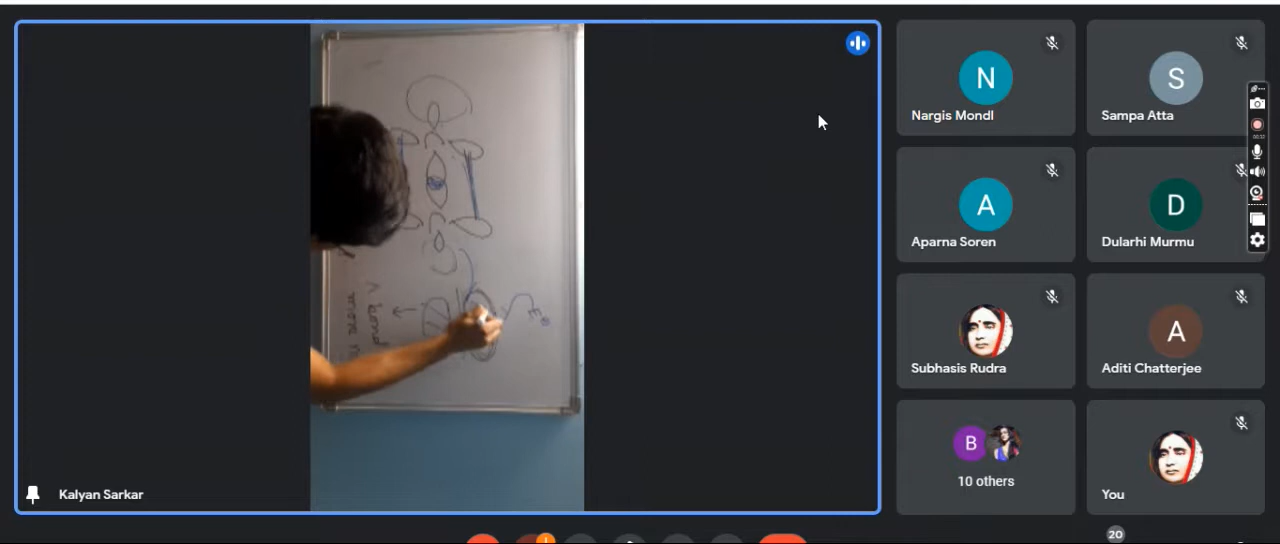 N
Nargis Mondl
S
Sampa Atta
A
Aparna Soren
D
Dularhi Murmu
Subhasis Rudra
A
Aditi Chatterjee
B
10 others
You
Kalyan Sarkar
20